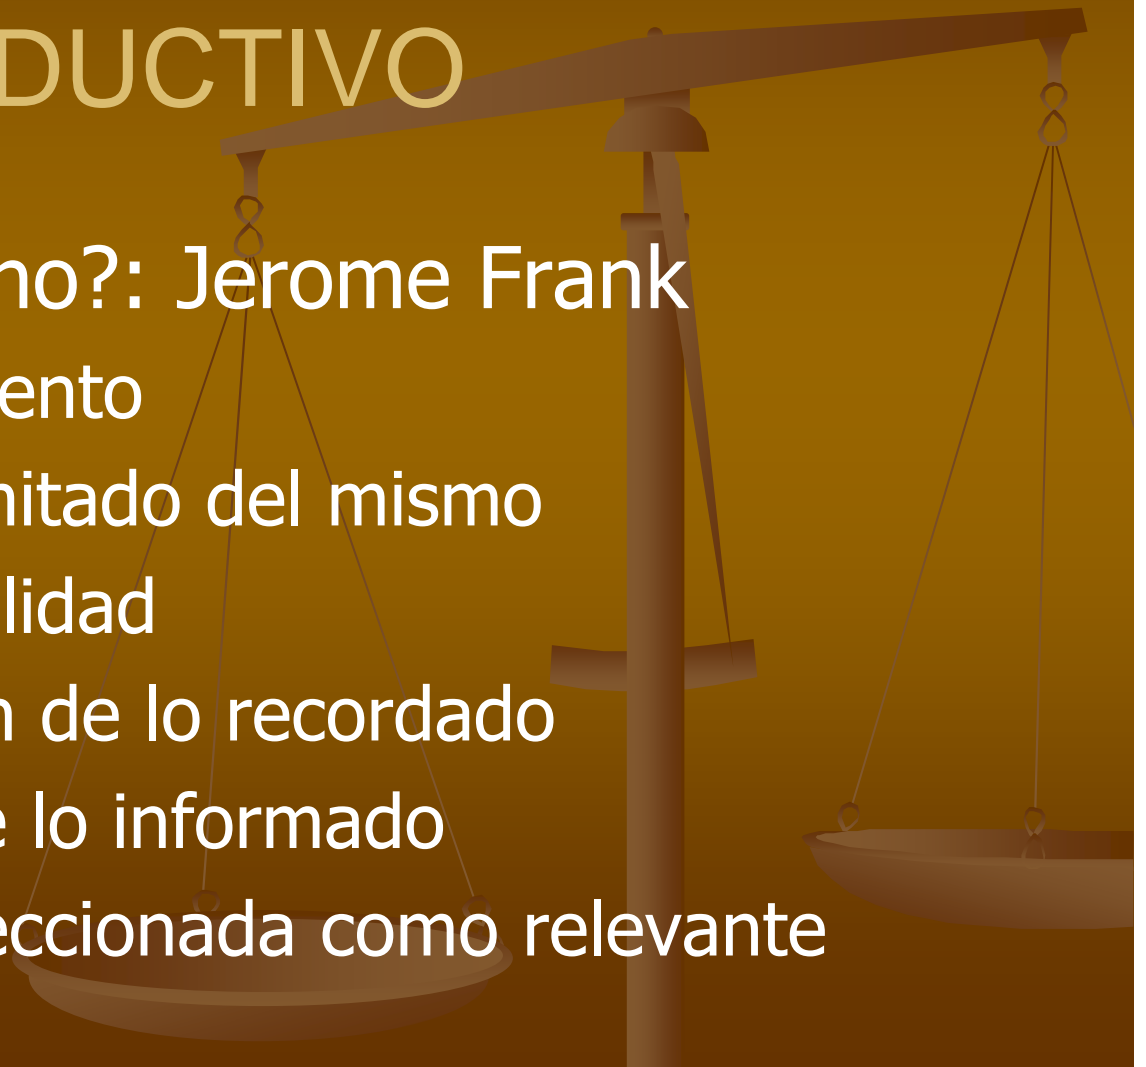 DUCTIVO
no?: Jerome Frank
ento
nitado del mismo
lidad
n de lo recordado
e lo informado
eccionada como relevante